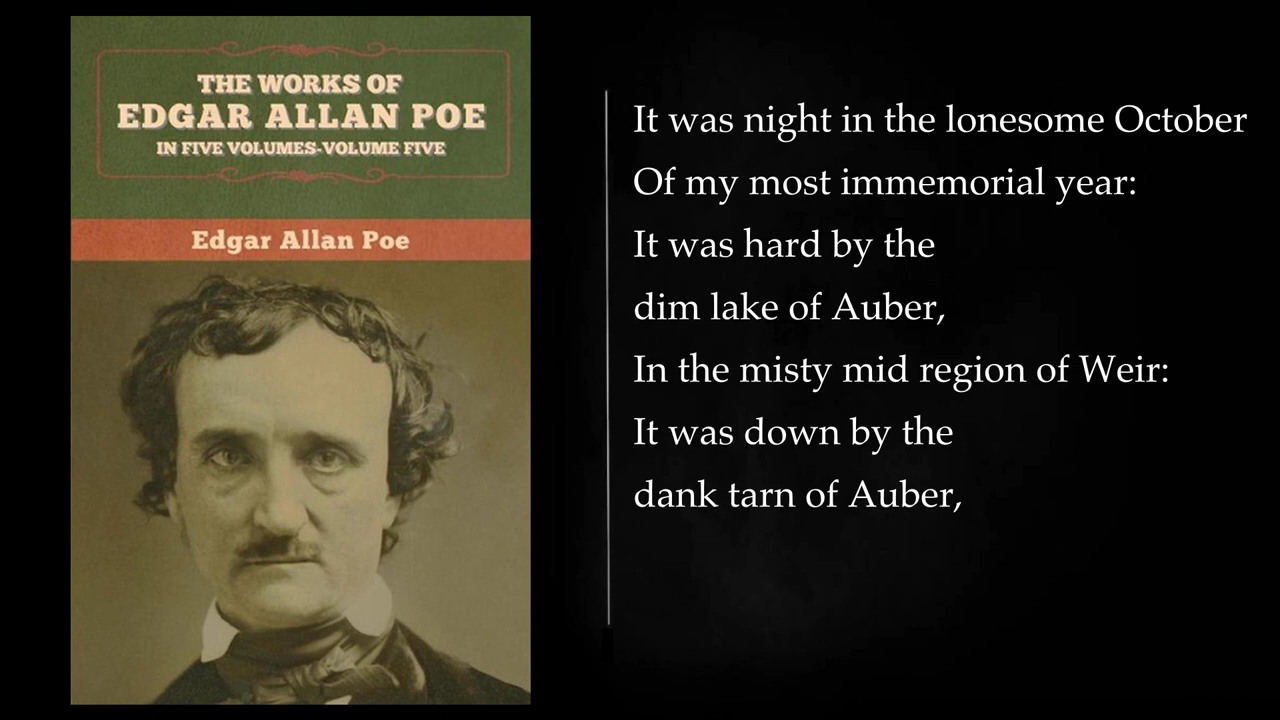 THE WORKS OF
EDGAR ALLAN POE
IN FIVE VOLUMES-VOLUME FIVE
Edgar Allan Poe
It was night in the lonesome October
Of my most immemorial year:
It was hard by the
dim lake of Auber,
In the misty mid region of Weir:
It was down by the
dank tarn of Auber,